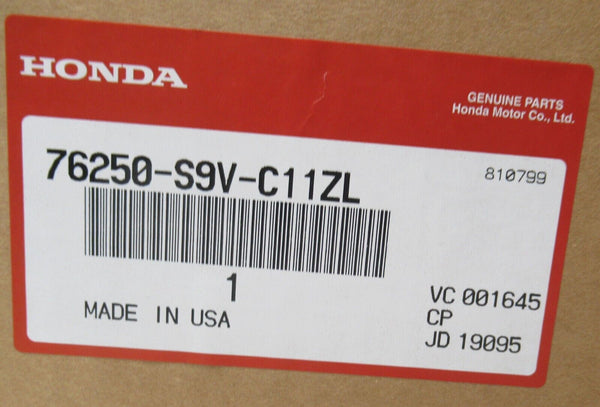 HONDA
GENUINE PARTS
Honda Motor Co., Ltd.
76250-S9V-C11ZL
810799
1
MADE IN USA
VC 001645
CP
JD 19095